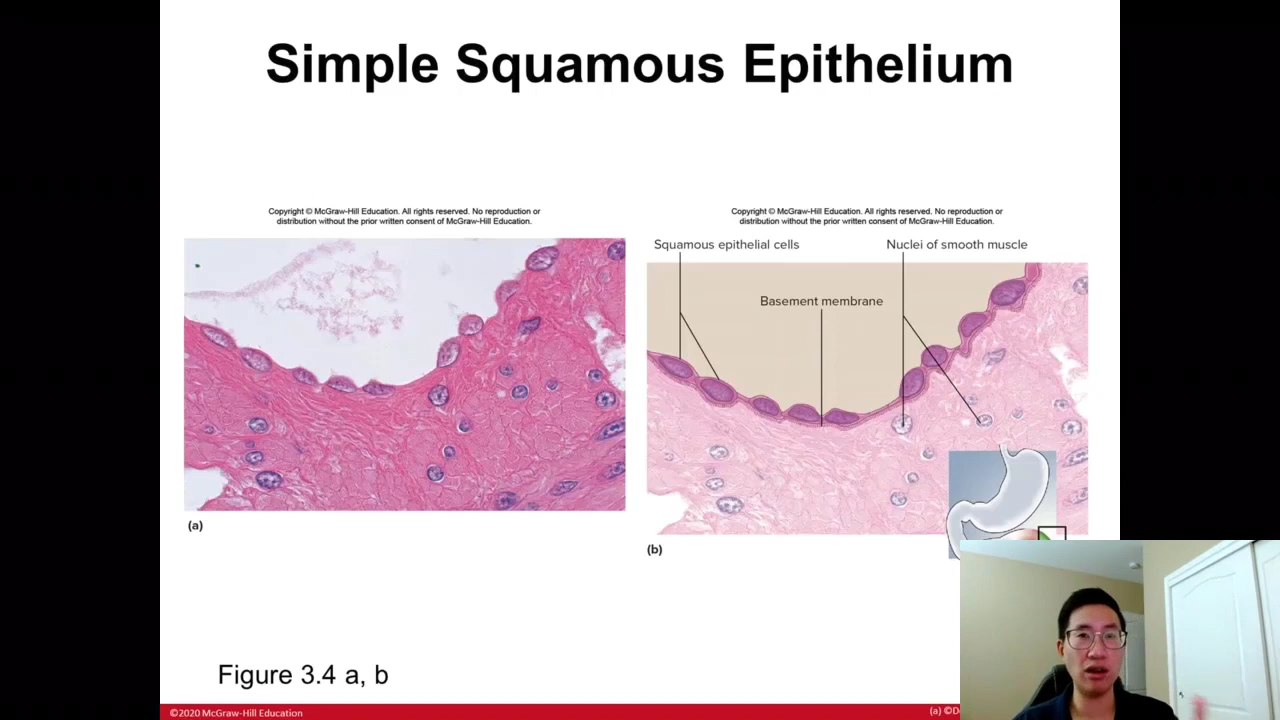 Simple Squamous Epithelium
Copyright © McGraw-Hill Education. All rights reserved. No reproduction or
distribution without the prior written consent of McGraw-Hill Education.
Copyright © McGraw-Hill Education. All rights reserved. No reproduction or
distribution without the prior written consent of McGraw-Hill Education.
Squamous epithelial cells
Nuclei of smooth muscle
Basement membrane
(a)
(b)
Figure 3.4 a, b
©2020 McGraw-Hill Education
(a) ©